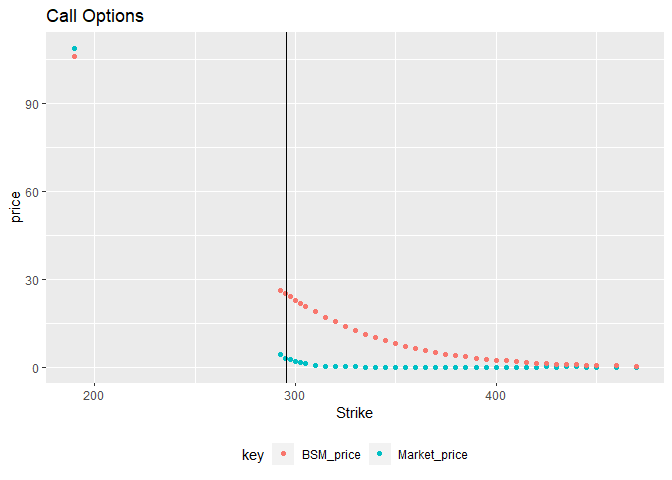 Call Options
price
90
60
30
0
200
300
400
Strike
key
BSM_price
Market_price